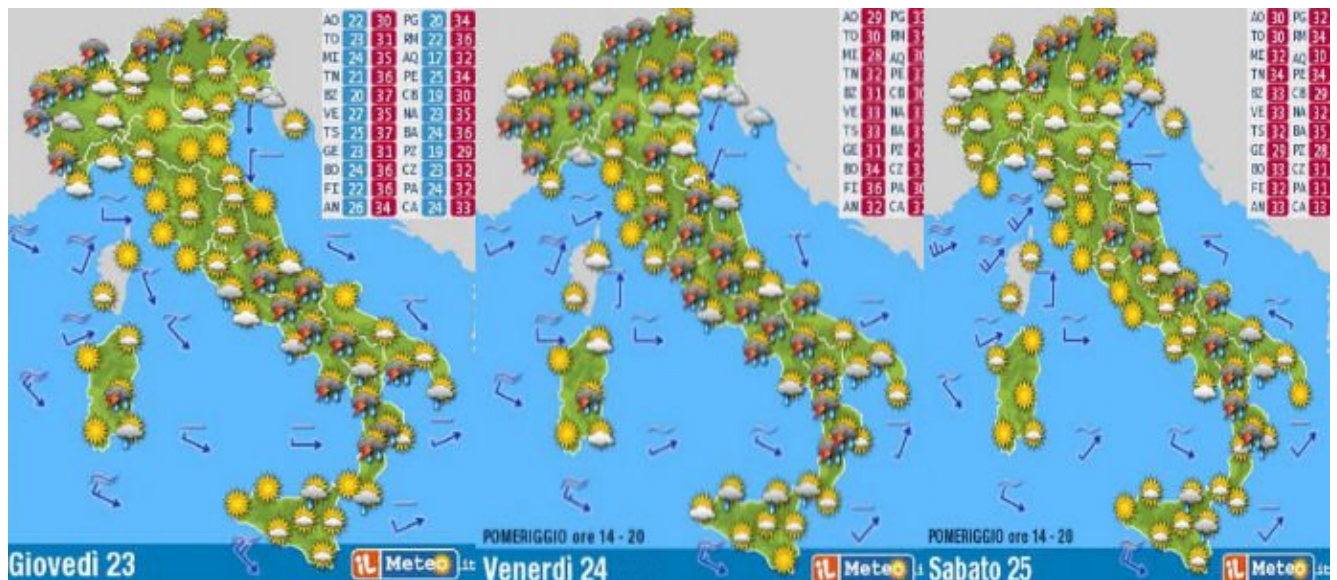 AO 22 30 PG 20 34
TO 23 31 RM 22 36
MI 24 35 AQ 17 32
TN 21 36 PE 25 34
BZ 20 37 CB 19 30
VE 27 35 NA 23 35
TS 25 37 BA 24 36
GE 23 31 PZ 19 29
BO 24 36 CZ 23 32
FI 22 36 PA 24 32
AN 26 34 CA 24 33
Giovedì 23
iL Meteo.it
AO 29 PG
TO 30 RM
MI 28 AQ
TN 32 PE
BZ 31 CB
VE 33 NA
TS 33 BA
GE 31 PZ
BO 34 CZ
FI 36 PA
AN 32 CA
POMERIGGIO ore 14 - 20
Venerdì 24
iL Meteo.i
AO 30 PG 32
TO 30 RM 34
MI 32 AQ 30
TN 34 PE 34
BZ 33 CB 29
VE 33 NA 32
TS 32 BA 35
GE 29 PZ 28
BO 33 CZ 31
FI 32 PA 31
AN 33 CA 33
POMERIGGIO ore 14 - 20
Sabato 25
iL Meteo.it